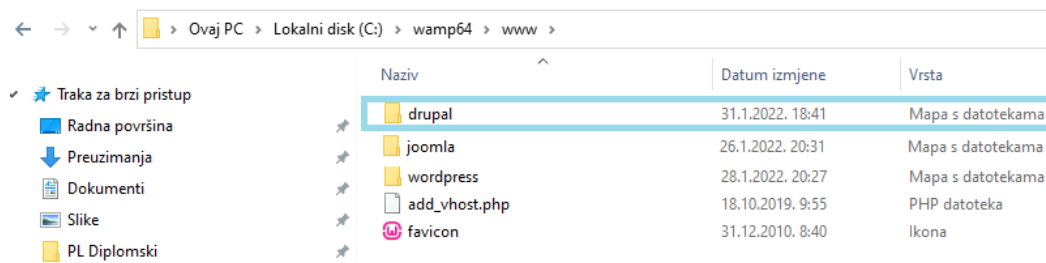 Ovaj PC > Lokalni disk (C:) > wamp64 > www >
Naziv Datum izmjene Vrsta
Traka za brzi pristup
Radna površina
Preuzimanja
Dokumenti
Slike
PL Diplomski
drupal 31.1.2022. 18:41 Mapa s datotekama
joomla 26.1.2022. 20:31 Mapa s datotekama
wordpress 28.1.2022. 20:27 Mapa s datotekama
add_vhost.php 18.10.2019. 9:55 PHP datoteka
favicon 31.12.2010. 8:40 Ikona